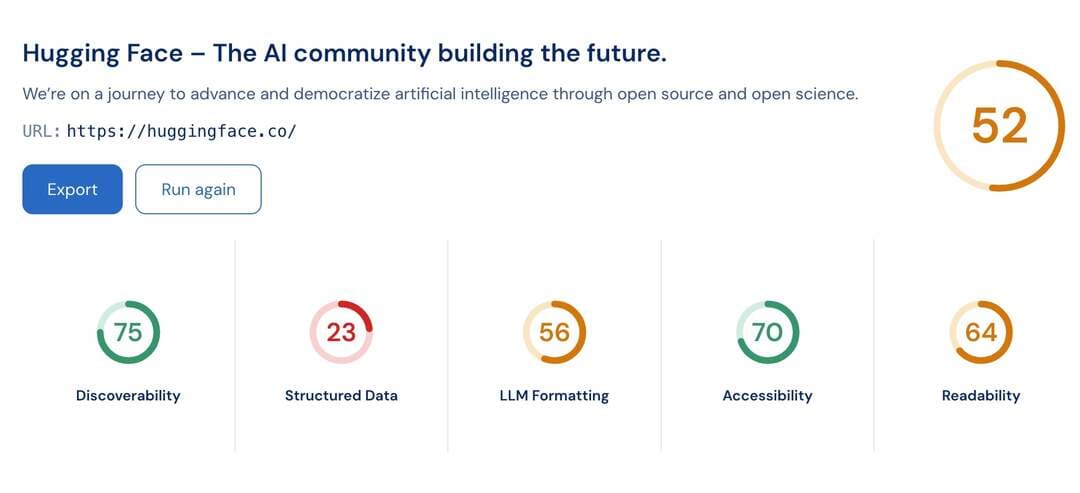 Hugging Face – The AI community building the future.
We're on a journey to advance and democratize artificial intelligence through open source and open science.
URL: https://huggingface.co/
52
Export
Run again
75
23
56
70
64
Discoverability
Structured Data
LLM Formatting
Accessibility
Readability